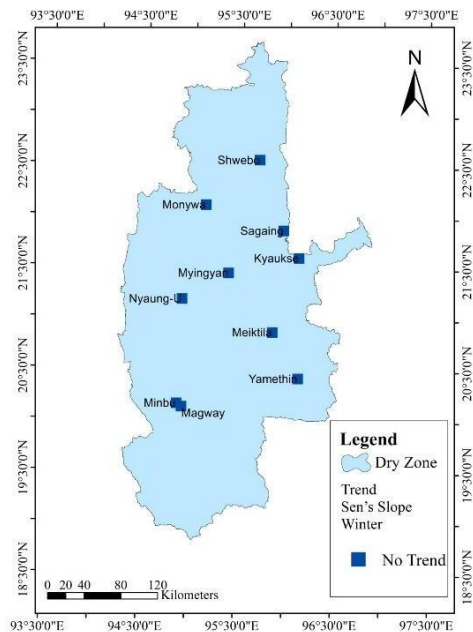 93°30'0"E 94°30'0"E 95°30'0"E 96°30'0"E 97°30'0"E
N
23°30'0"N 23°30'0"N
22°30'0"N 22°30'0"N
21°30'0"N 21°30'0"N
20°30'0"N 20°30'0"N
19°30'0"N 19°30'0"N
18°30'0"N 18°30'0"N
Shwebo
Monywa
Sagaing
Kyaukse
Myingyan
Nyaung-U
Meiktila
Yamethin
Minbu
Magway
Legend
Dry Zone
Trend
Sen's Slope
Winter
No Trend
0 20 40 80 120
Kilometers
93°30'0"E 94°30'0"E 95°30'0"E 96°30'0"E 97°30'0"E